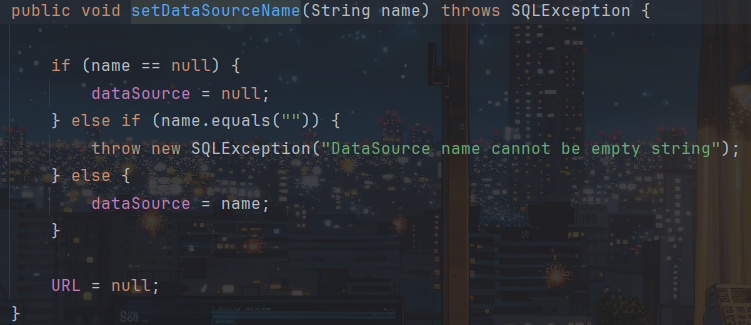 public void setDataSourceName(String name) throws SQLException {
if (name == null) {
dataSource = null;
} else if (name.equals("")) {
throw new SQLException("DataSource name cannot be empty string");
} else {
dataSource = name;
}
URL = null;
}